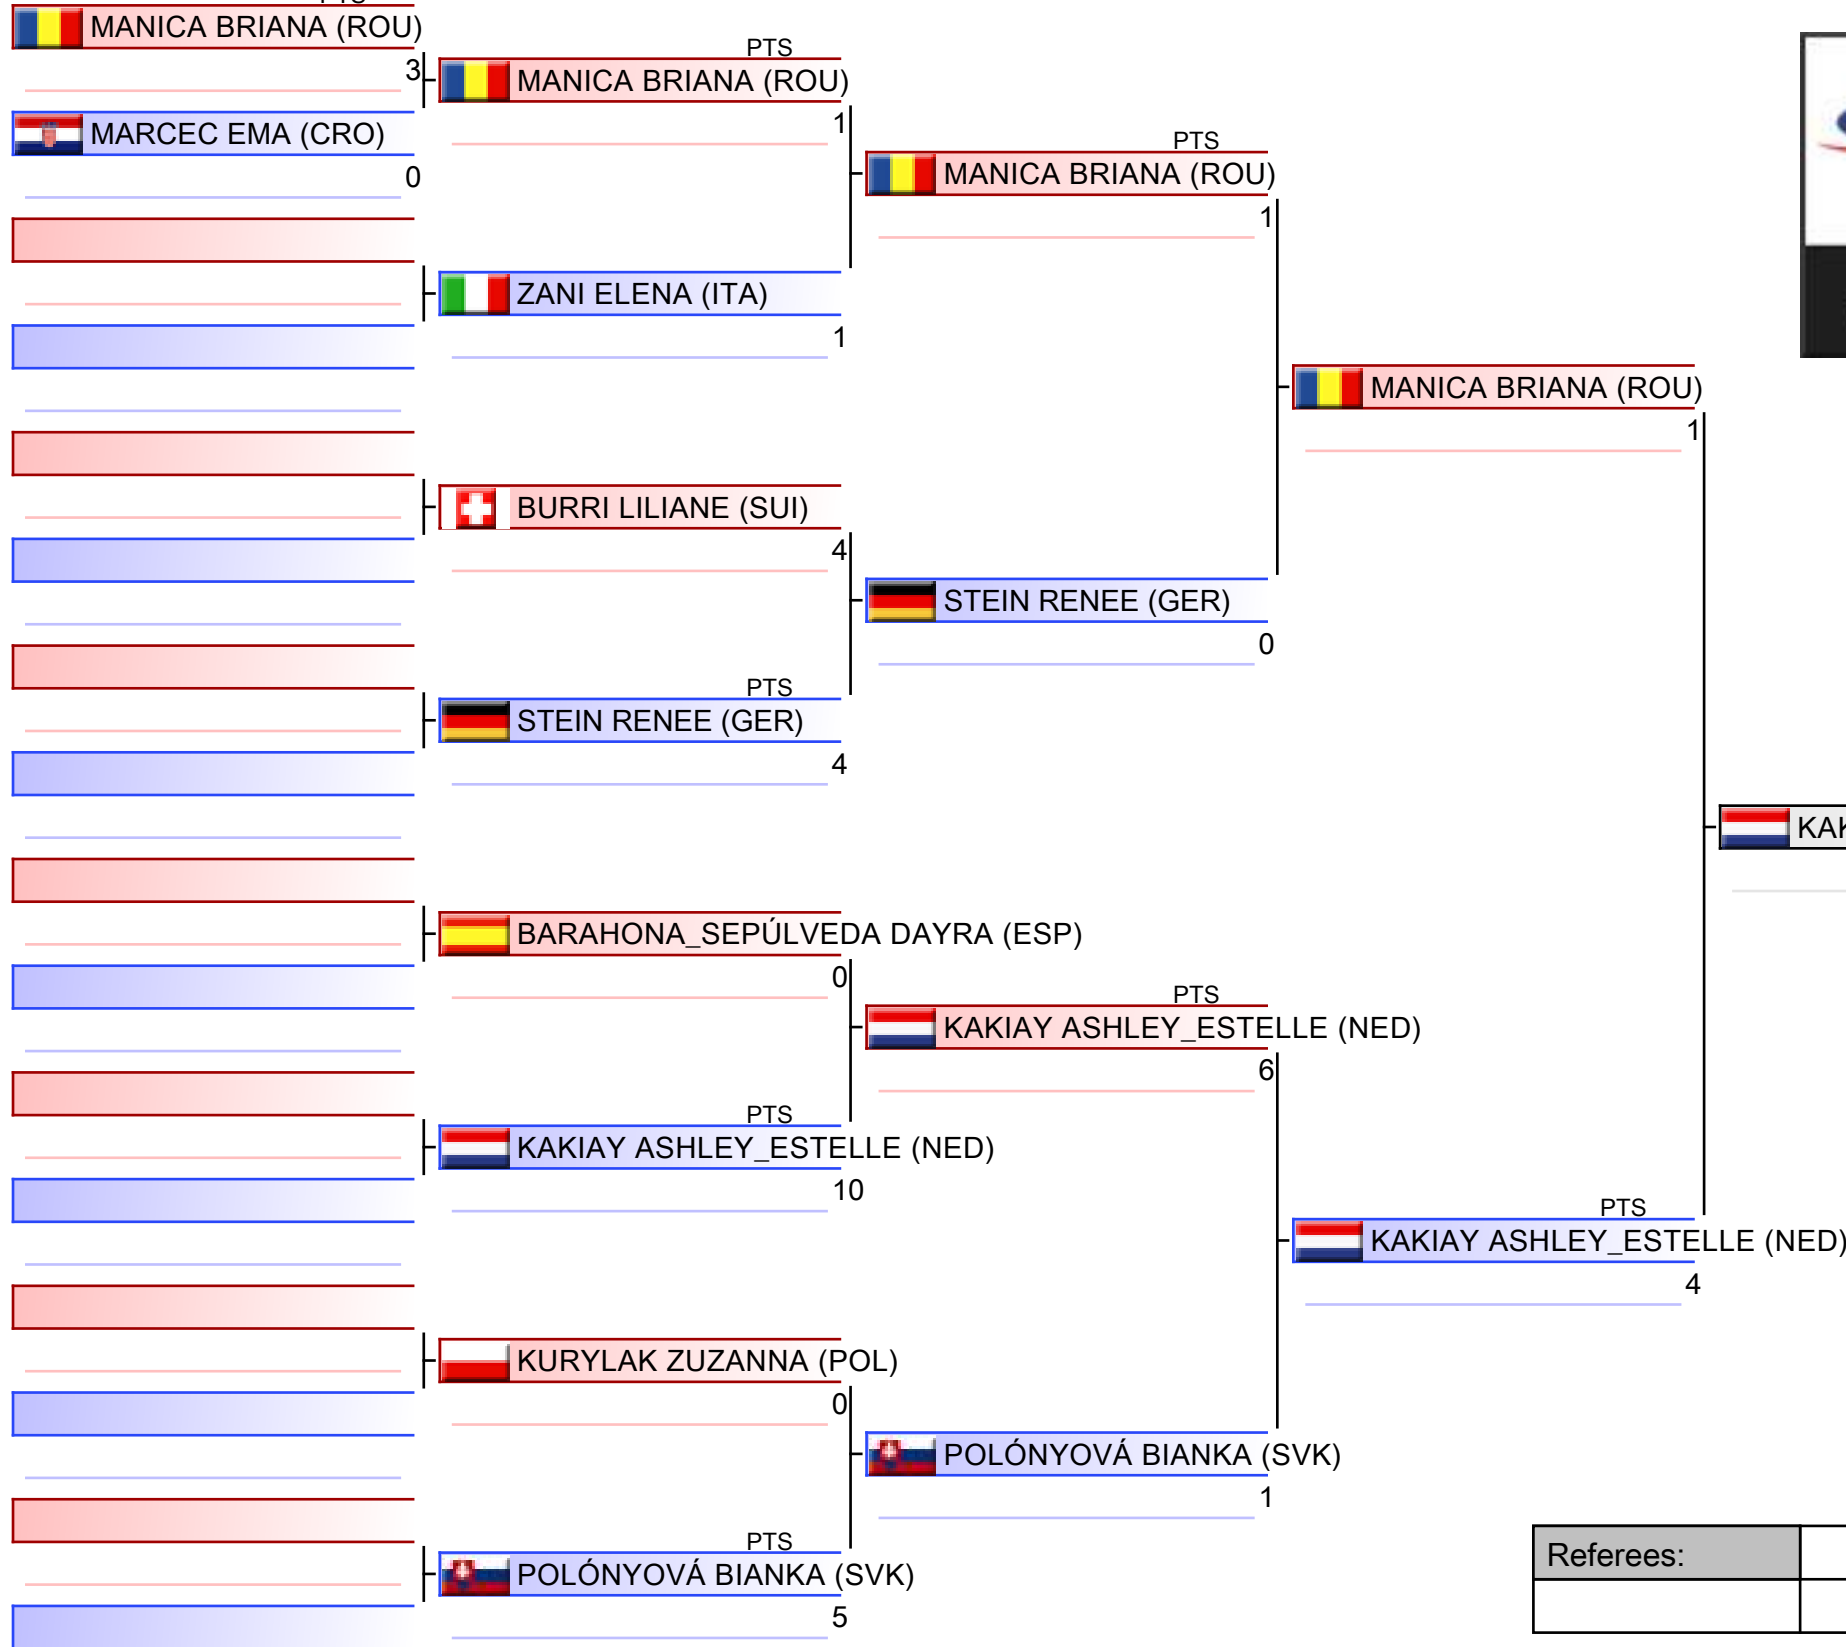 MANICA BRIANA (ROU)
3
MARCEC EMA (CRO)
0
PTS
MANICA BRIANA (ROU)
1
ZANI ELENA (ITA)
1
BURRI LILIANE (SUI)
4
PTS
STEIN RENEE (GER)
4
BARAHONA_SEPÚLVEDA DAYRA (ESP)
0
PTS
KAKIAY ASHLEY_ESTELLE (NED)
10
KURYLAK ZUZANNA (POL)
0
PTS
POLÓNYOVÁ BIANKA (SVK)
5
PTS
MANICA BRIANA (ROU)
1
STEIN RENEE (GER)
0
PTS
KAKIAY ASHLEY_ESTELLE (NED)
6
POLÓNYOVÁ BIANKA (SVK)
1
MANICA BRIANA (ROU)
1
PTS
KAKIAY ASHLEY_ESTELLE (NED)
4
Referees: